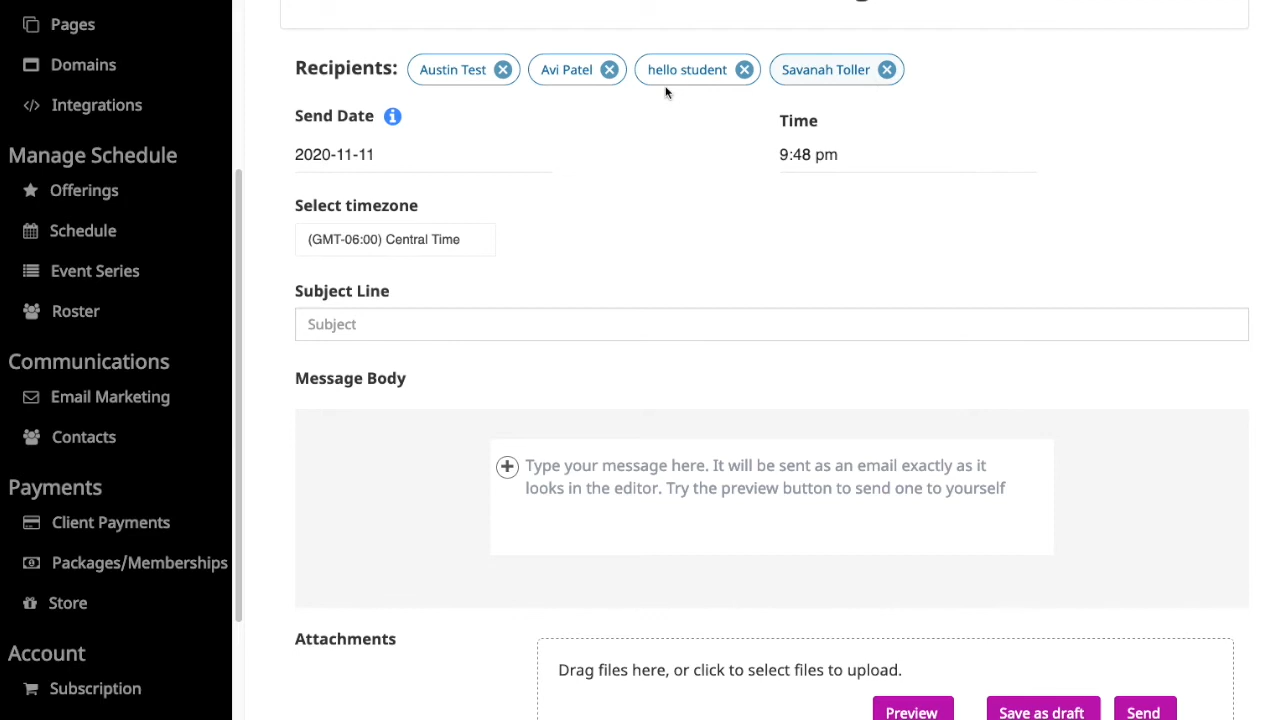 Pages
Domains
Integrations
Manage Schedule
Offerings
Schedule
Event Series
Roster
Communications
Email Marketing
Contacts
Payments
Client Payments
Packages/Memberships
Store
Account
Subscription
Recipients: Austin Test Avi Patel hello student Savanah Toller
Send Date
2020-11-11
Time
9:48 pm
Select timezone
(GMT-06:00) Central Time
Subject Line
Subject
Message Body
Type your message here. It will be sent as an email exactly as it
looks in the editor. Try the preview button to send one to yourself
Attachments
Drag files here, or click to select files to upload.
Preview
Save as draft
Send